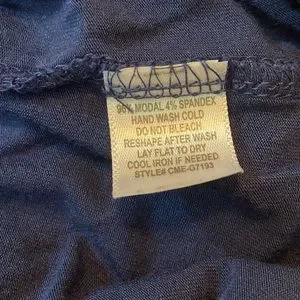 96% MODAL 4% SPANDEX
HAND WASH COLD
DO NOT BLEACH
RESHAPE AFTER WASH
LAY FLAT TO DRY
COOL IRON IF NEEDED
STYLE# CME-G7193